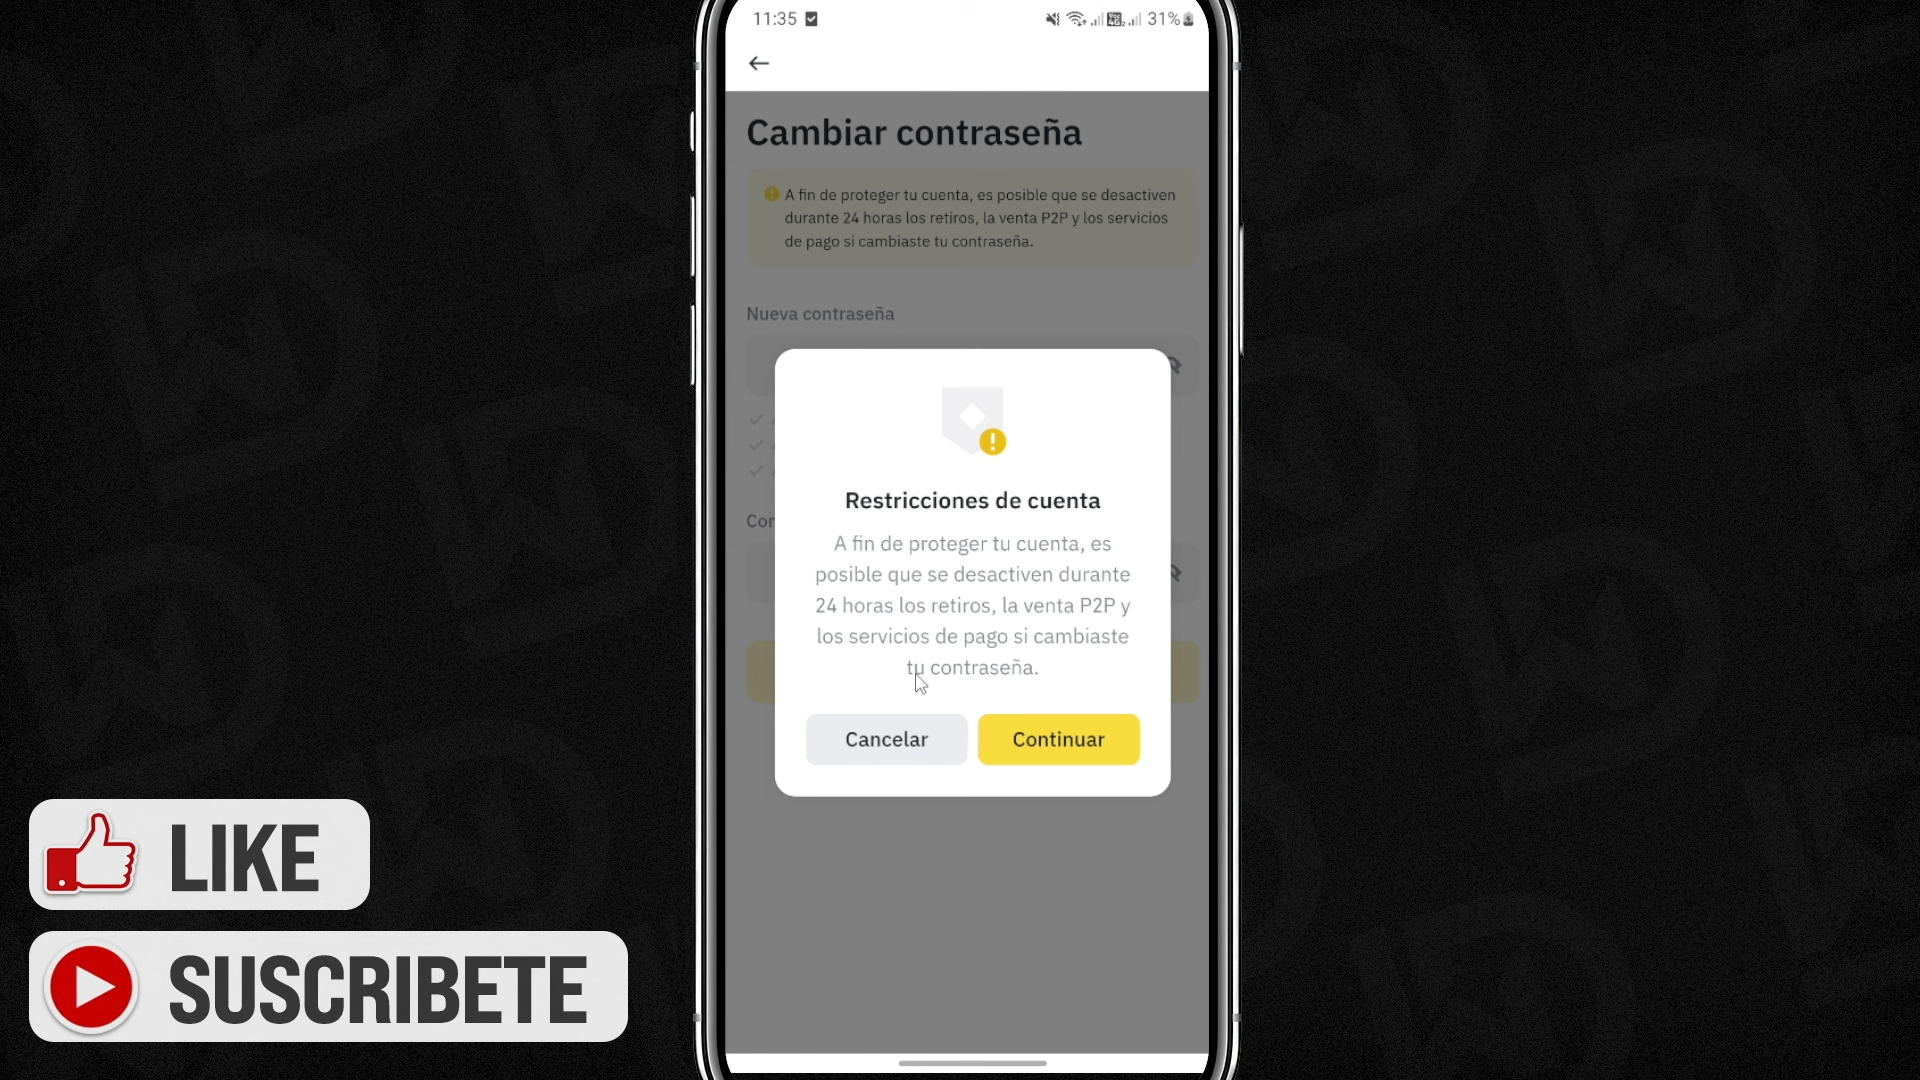 11:35
31%
Cambiar contraseña
A fin de proteger tu cuenta, es posible que se desactiven
durante 24 horas los retiros, la venta P2P y los servicios
de pago si cambiaste tu contraseña.
Nueva contraseña
Restricciones de cuenta
A fin de proteger tu cuenta, es
posible que se desactiven durante
24 horas los retiros, la venta P2P y
los servicios de pago si cambiaste
tu contraseña.
Cancelar
Continuar
LIKE
SUSCRIBETE